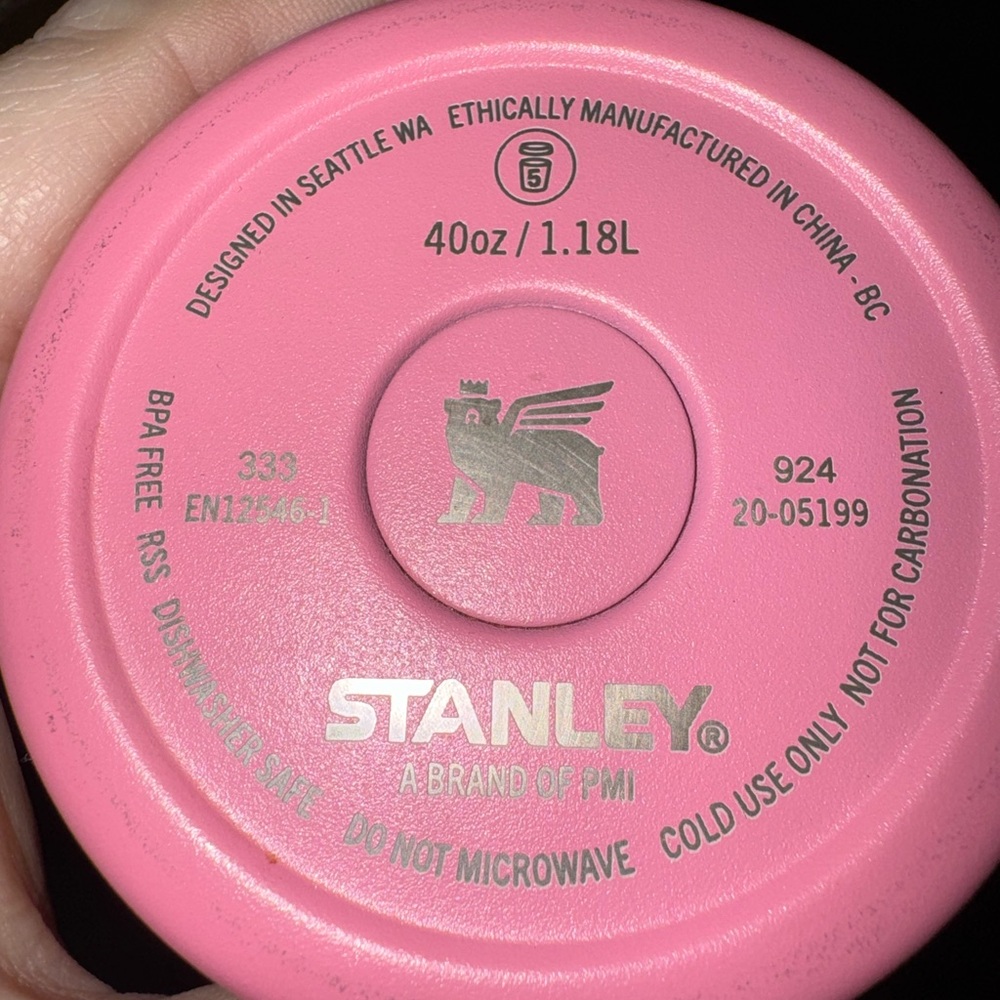 DESIGNED IN SEATTLE WA ETHICALLY MANUFACTURED IN CHINA - BC
5
40oz / 1.18L
333
EN12546-1
924
20-05199
STANLEY®
A BRAND OF PMI
BPA FREE RSS DISHWASHER SAFE DO NOT MICROWAVE COLD USE ONLY NOT FOR CARBONATION